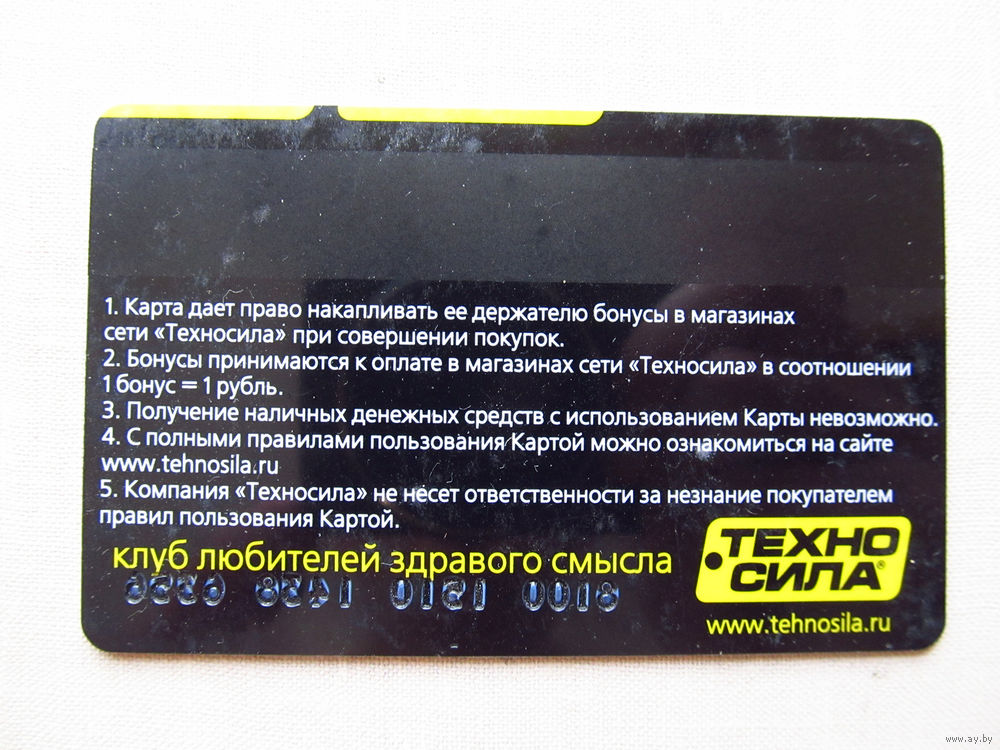 1. Карта дает право накапливать ее держателю бонусы в магазинах
сети «Техносила» при совершении покупок.
2. Бонусы принимаются к оплате в магазинах сети «Техносила» в соотношении
1 бонус = 1 рубль.
3. Получение наличных денежных средств с использованием Карты невозможно.
4. С полными правилами пользования Картой можно ознакомиться на сайте
www.tehnosila.ru
5. Компания «Техносила» не несет ответственности за незнание покупателем
правил пользования Картой.
клуб любителей здравого смысла
ТЕХНО
СИЛА®
www.tehnosila.ru
www.ay.by